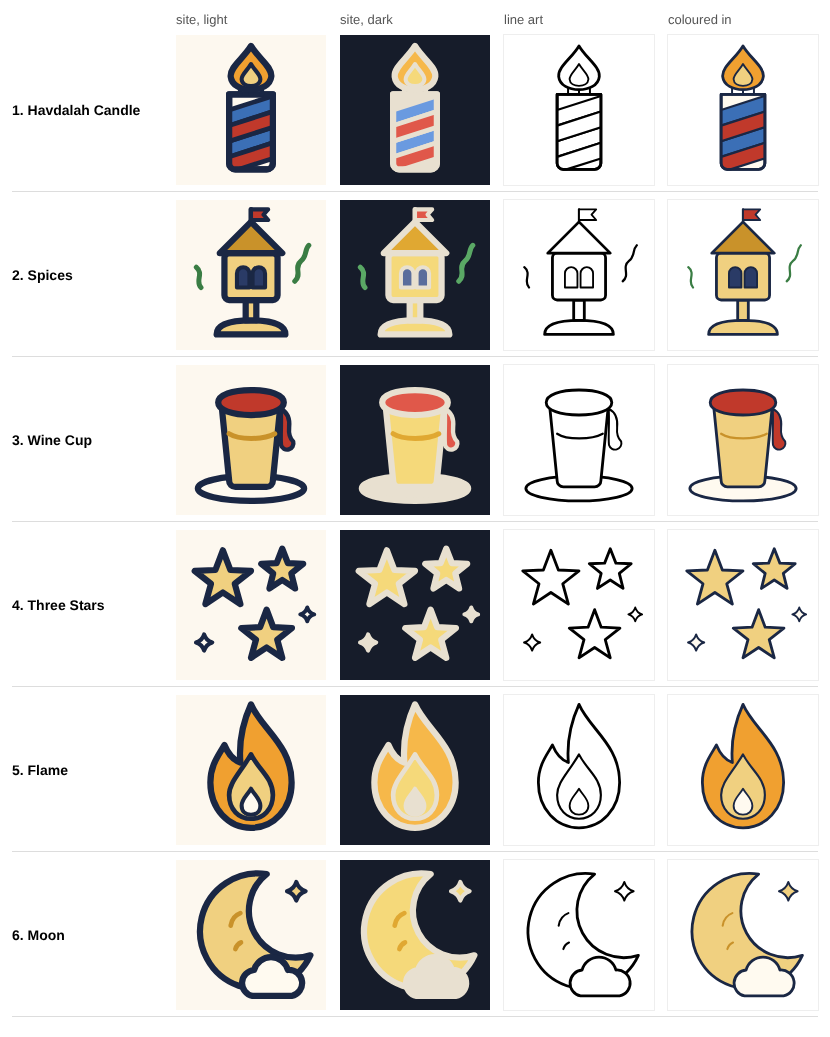 site, light
site, dark
line art
coloured in
1. Havdalah Candle
2. Spices
3. Wine Cup
4. Three Stars
5. Flame
6. Moon